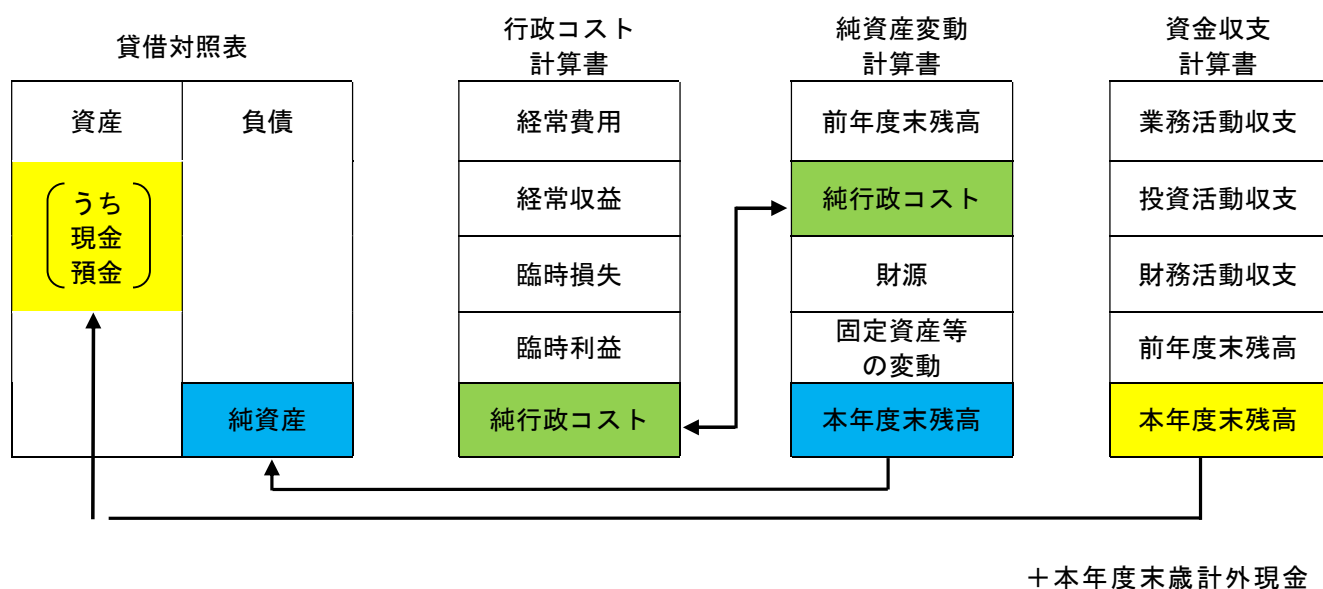 貸借対照表
資産
負債
うち
現金
預金
純資産
行政コスト
計算書
経常費用
経常収益
臨時損失
臨時利益
純行政コスト
純資産変動
計算書
前年度末残高
純行政コスト
財源
固定資産等
の変動
本年度末残高
資金収支
計算書
業務活動収支
投資活動収支
財務活動収支
前年度末残高
本年度末残高
＋本年度末歳計外現金